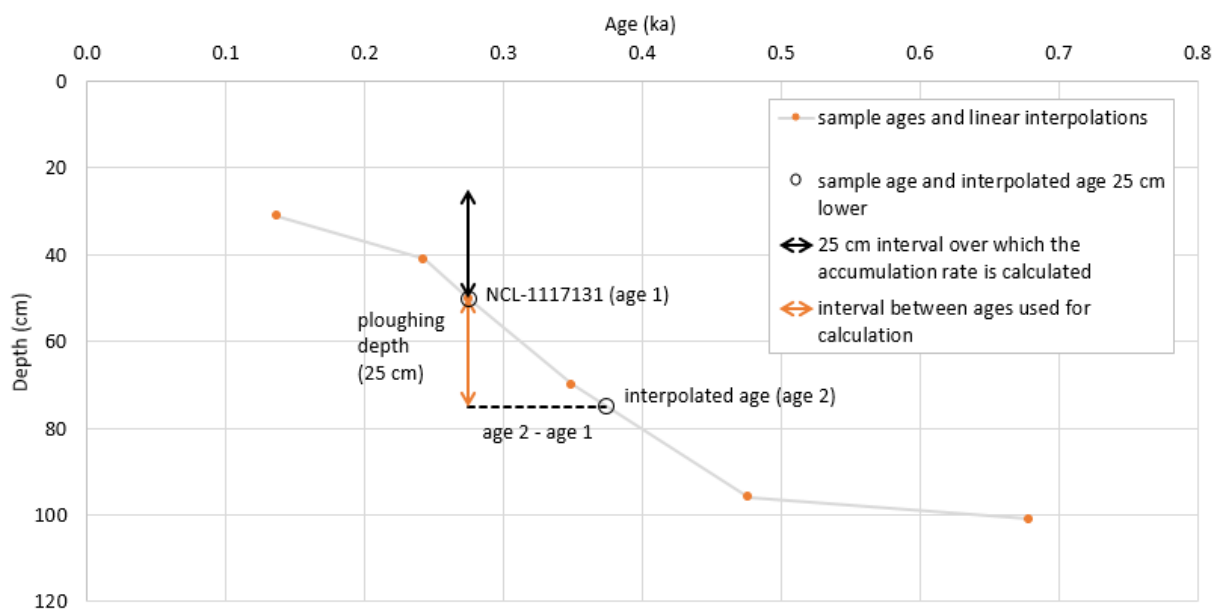 Age (ka)
0.0 0.1 0.2 0.3 0.4 0.5 0.6 0.7 0.8
0
20
40
60
80
100
120
Depth (cm)
sample ages and linear interpolations
sample age and interpolated age 25 cm
lower
25 cm interval over which the
accumulation rate is calculated
interval between ages used for
calculation
NCL-1117131 (age 1)
ploughing
depth
(25 cm)
interpolated age (age 2)
age 2 - age 1